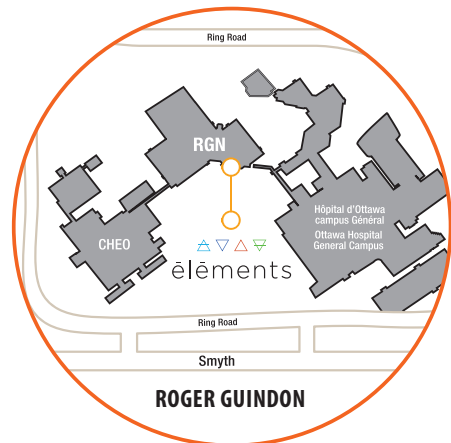 Ring Road
RGN
Hôpital d'Ottawa
campus Général
Ottawa Hospital
General Campus
CHEO
ēlēments
Ring Road
Smyth
ROGER GUINDON